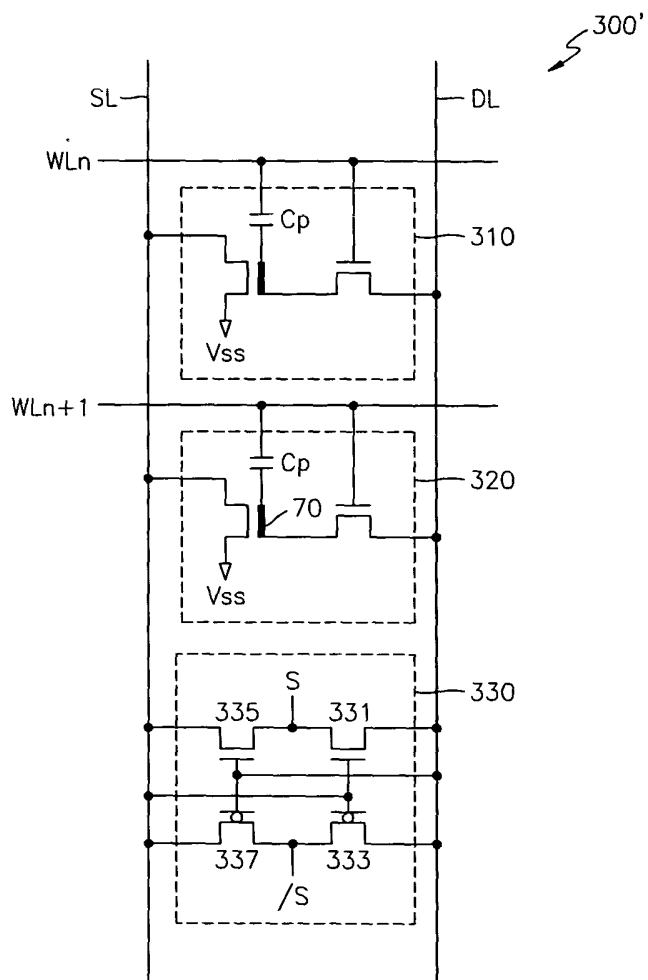 300'
SL
DL
WLn
Cp
310
Vss
WLn+1
Cp
70
320
Vss
330
S
335
331
337
333
/S